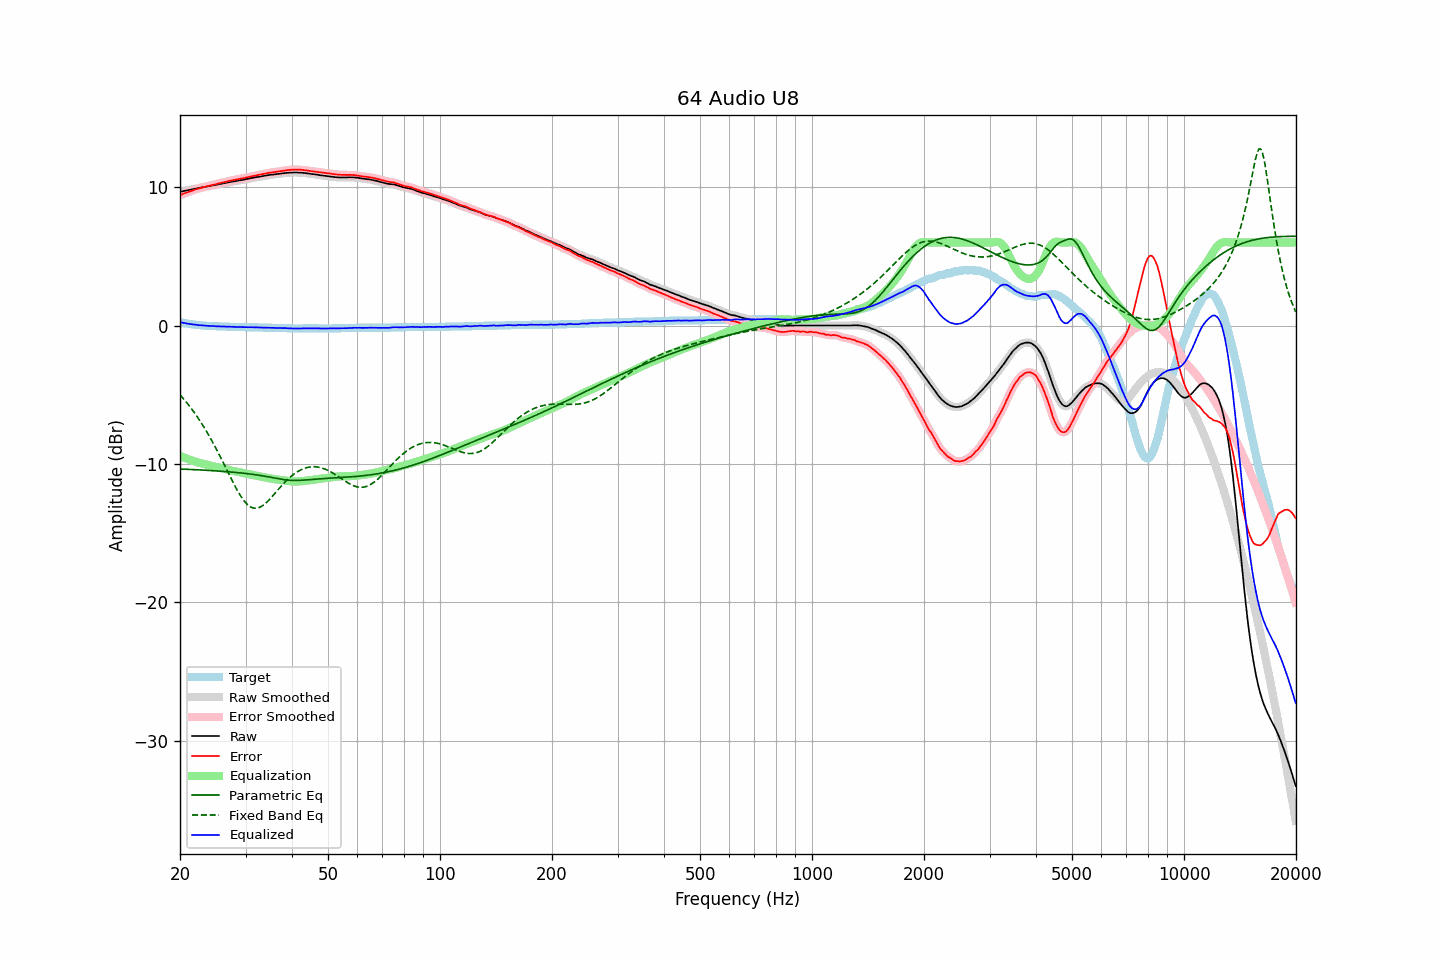 64 Audio U8
10
0
−10
−20
−30
Amplitude (dBr)
Target
Raw Smoothed
Error Smoothed
Raw
Error
Equalization
Parametric Eq
Fixed Band Eq
Equalized
20 50 100 200 500 1000 2000 5000 10000 20000
Frequency (Hz)